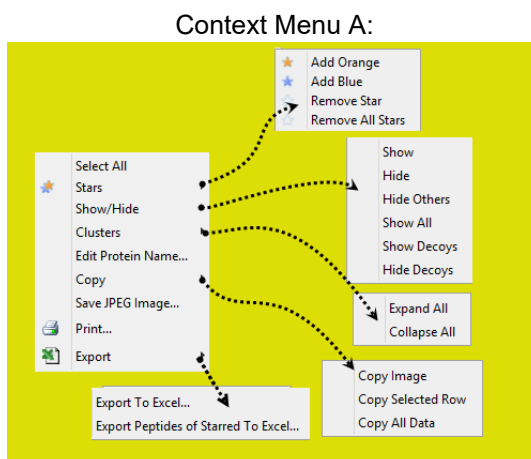 Context Menu A:
Add Orange
Add Blue
Remove Star
Remove All Stars
Select All
Stars
Show/Hide
Clusters
Edit Protein Name...
Copy
Save JPEG Image...
Print...
Export
Show
Hide
Hide Others
Show All
Show Decoys
Hide Decoys
Expand All
Collapse All
Copy Image
Copy Selected Row
Copy All Data
Export To Excel...
Export Peptides of Starred To Excel...